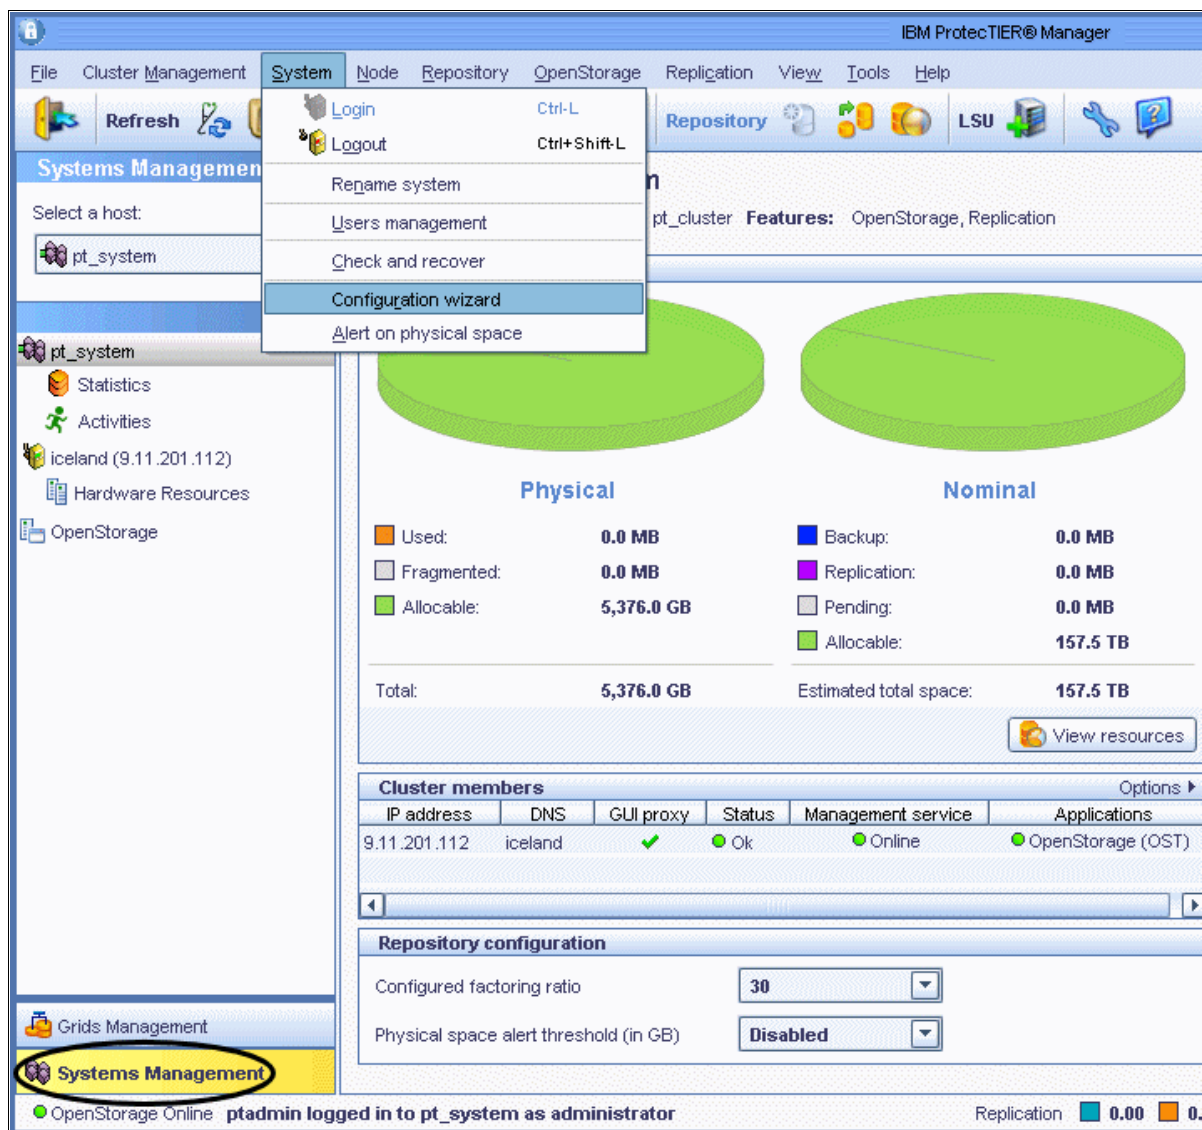 IBM ProtecTIER® Manager
File Cluster Management System Node Repository OpenStorage Replication View Tools Help
Refresh Repository LSU
Login Ctrl-L
Logout Ctrl+Shift-L
Rename system
Users management
Check and recover
Configuration wizard
Alert on physical space
Systems Managemen
Select a host:
pt_system
pt_cluster Features: OpenStorage, Replication
pt_system
Statistics
Activities
iceland (9.11.201.112)
Hardware Resources
OpenStorage
Physical
Used: 0.0 MB
Fragmented: 0.0 MB
Allocable: 5,376.0 GB
Total: 5,376.0 GB
Nominal
Backup: 0.0 MB
Replication: 0.0 MB
Pending: 0.0 MB
Allocable: 157.5 TB
Estimated total space: 157.5 TB
View resources
Cluster members Options
IP address DNS GUI proxy Status Management service Applications
9.11.201.112 iceland Ok Online OpenStorage (OST)
Repository configuration
Configured factoring ratio 30
Physical space alert threshold (in GB) Disabled
Grids Management
Systems Management
OpenStorage Online ptadmin logged in to pt_system as administrator Replication 0.00 0.